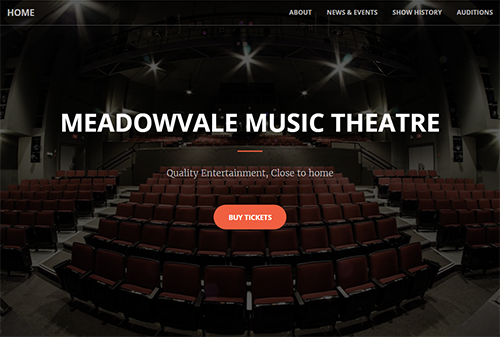 HOME
ABOUT NEWS & EVENTS SHOW HISTORY AUDITIONS
MEADOWVALE MUSIC THEATRE
Quality Entertainment, Close to home
BUY TICKETS